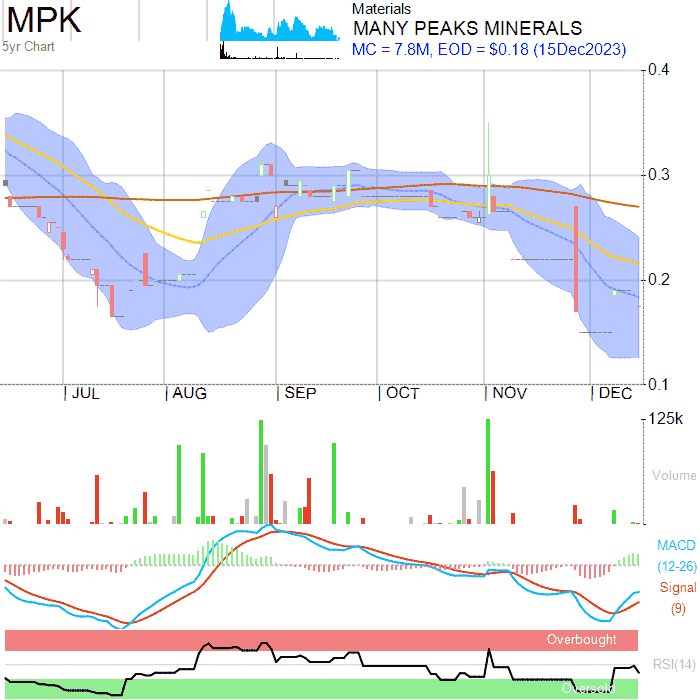 MPK
5yr Chart
Materials
MANY PEAKS MINERALS
MC = 7.8M, EOD = $0.18 (15Dec2023)
0.4
0.3
0.2
0.1
JUL
AUG
SEP
OCT
NOV
DEC
125k
Volume
MACD
(12-26)
Signal
(9)
Overbought
RSI(14)
Oversold